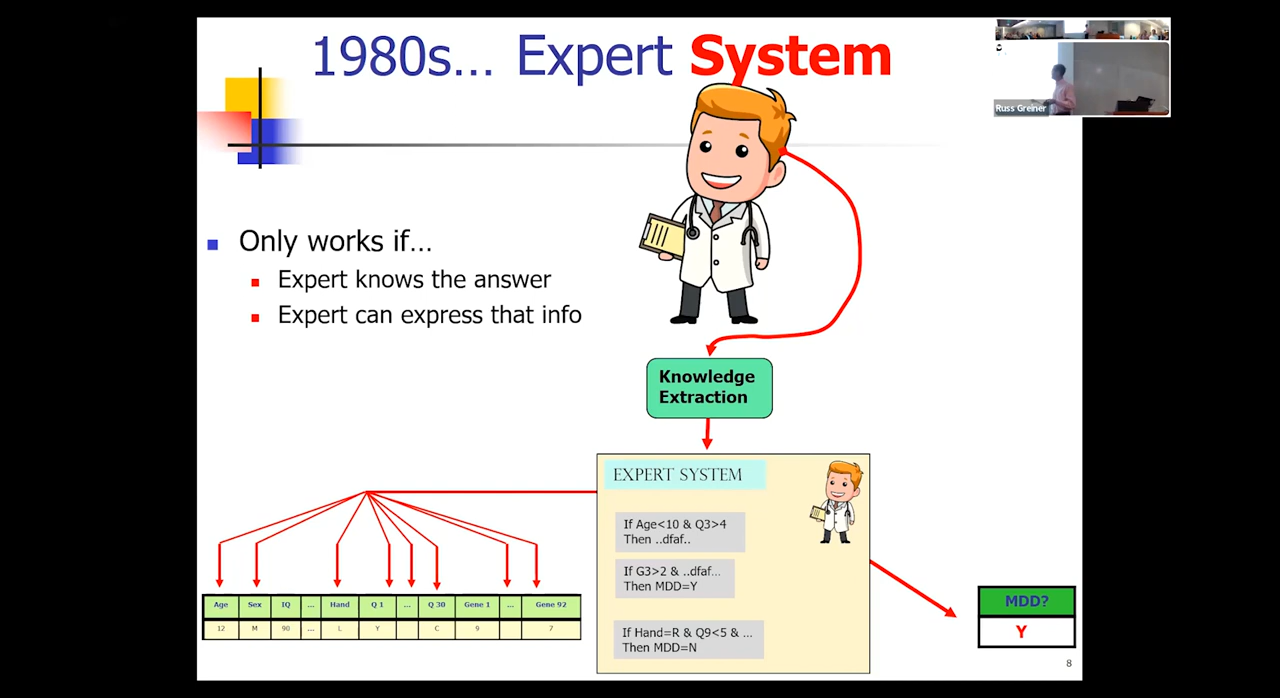 1980s... Expert System
Russ Greiner
Only works if...
Expert knows the answer
Expert can express that info
Knowledge
Extraction
EXPERT SYSTEM
If Age<10 & Q3>4
Then ..dfaf..
If G3>2 & ..dfaf...
Then MDD=Y
If Hand=R & Q9<5 & ...
Then MDD=N
Age Sex IQ ... Hand Q 1 ... Q 30 Gene 1 ... Gene 92
12 M 90 ... L Y C 9 7
MDD?
Y
8